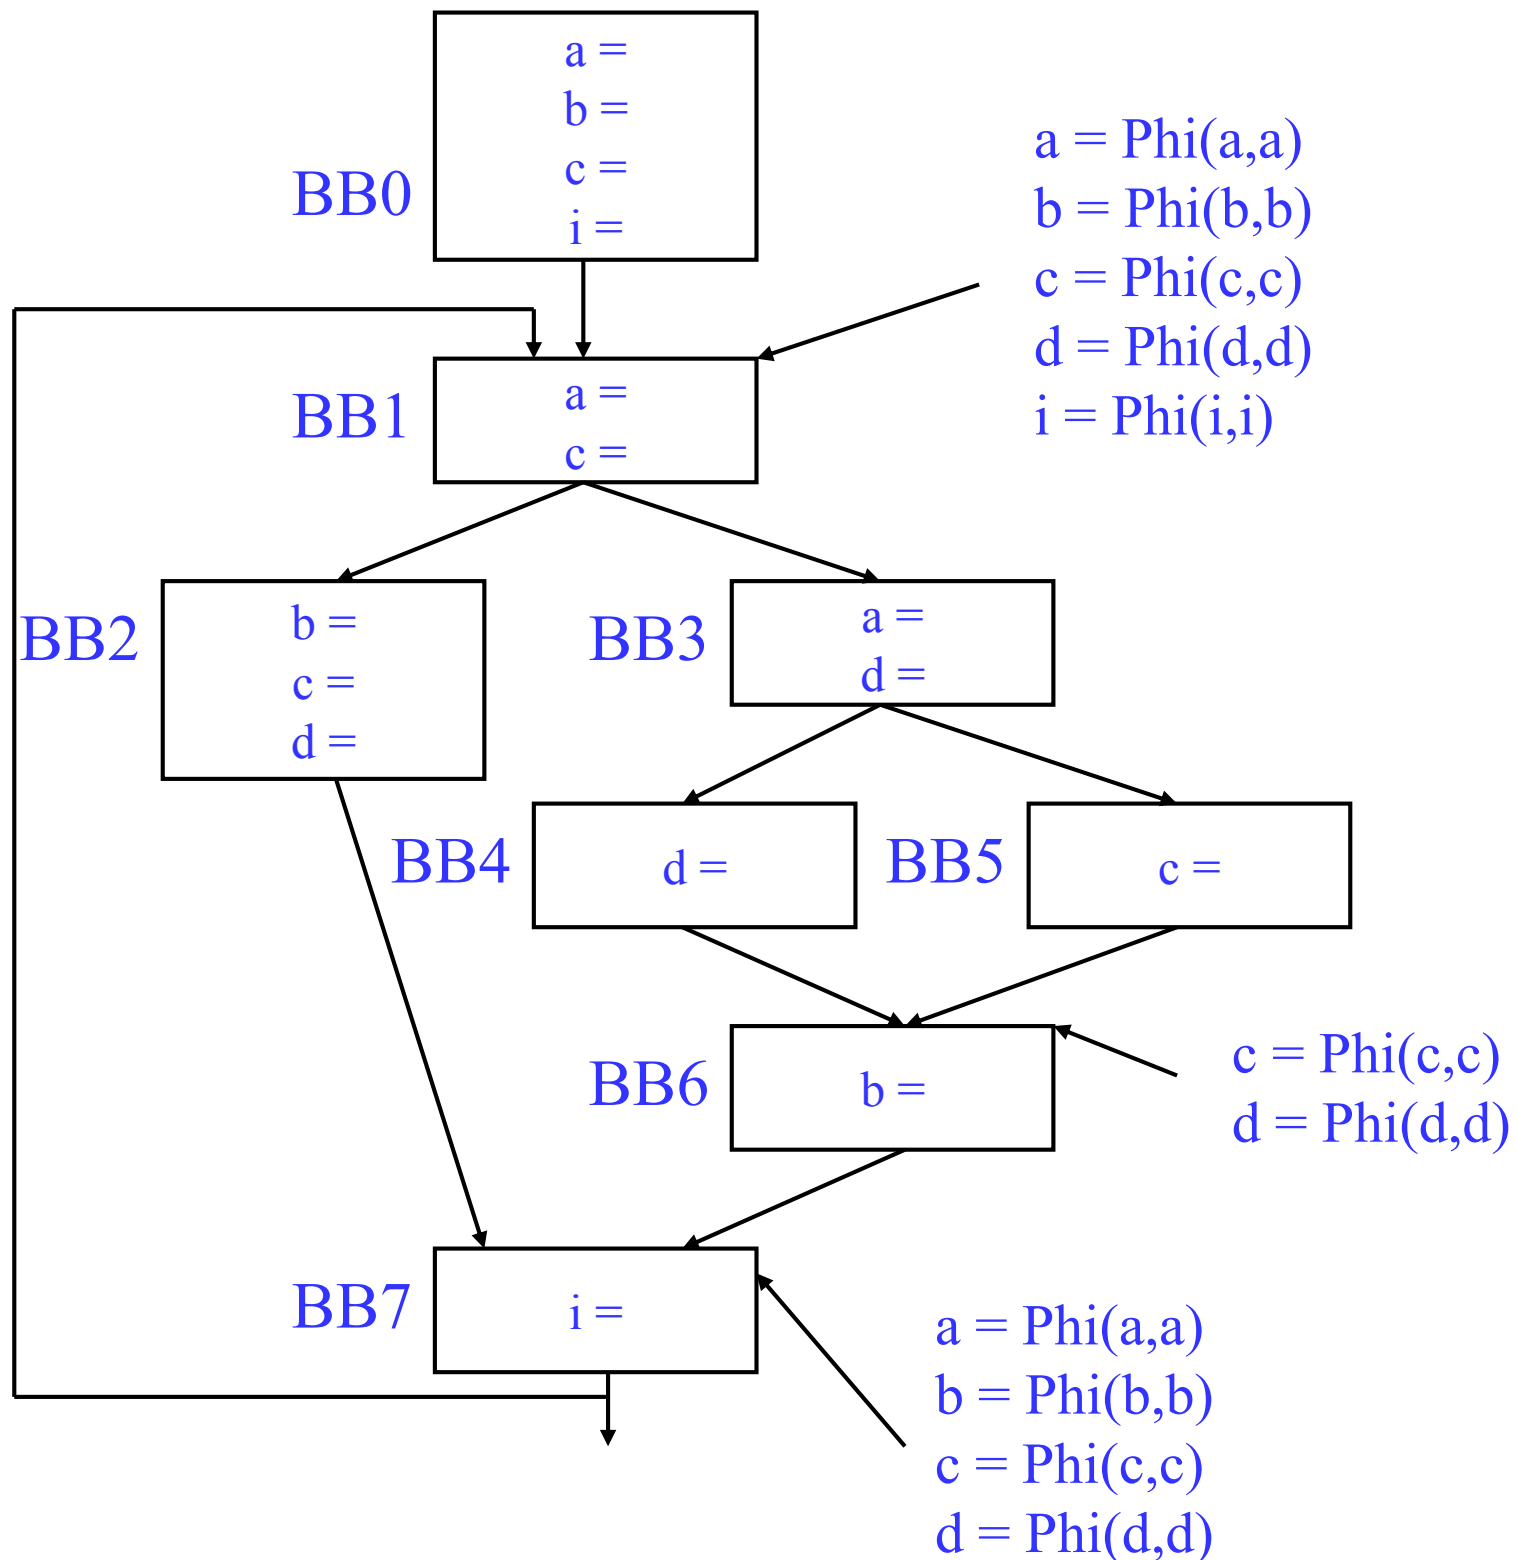 a =
b =
c =
i =
BB0
a = Phi(a,a)
b = Phi(b,b)
c = Phi(c,c)
d = Phi(d,d)
i = Phi(i,i)
BB1
a =
c =
BB2
b =
c =
d =
BB3
a =
d =
BB4
d =
BB5
c =
BB6
b =
c = Phi(c,c)
d = Phi(d,d)
BB7
i =
a = Phi(a,a)
b = Phi(b,b)
c = Phi(c,c)
d = Phi(d,d)